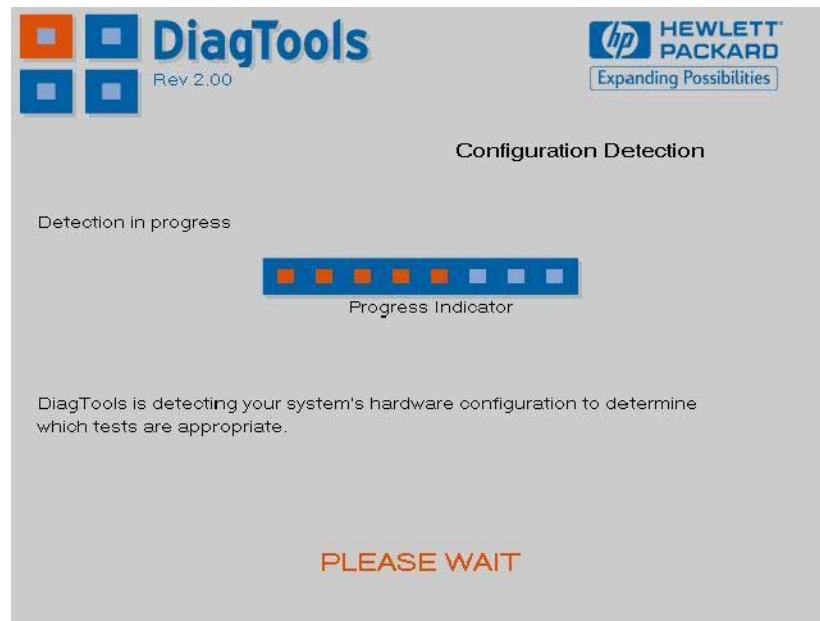 DiagTools
Rev 2.00
hp HEWLETT
PACKARD
Expanding Possibilities
Configuration Detection
Detection in progress
Progress Indicator
DiagTools is detecting your system's hardware configuration to determine
which tests are appropriate.
PLEASE WAIT